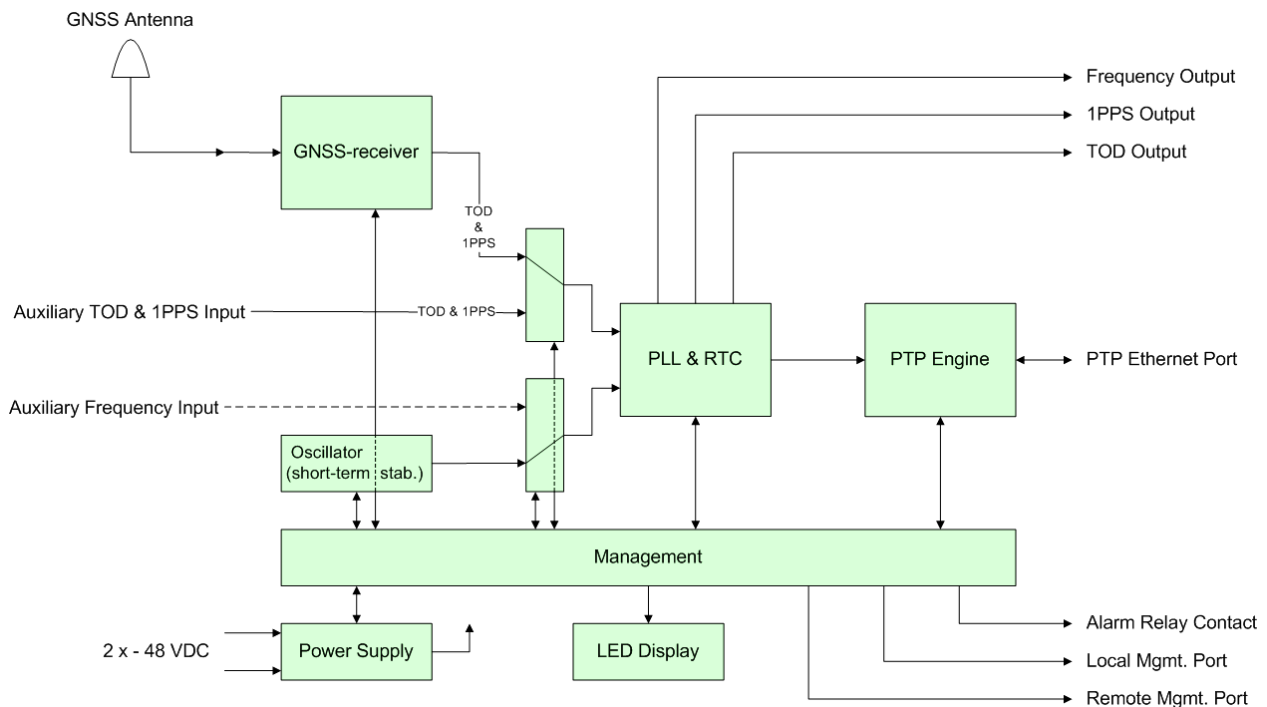 GNSS Antenna
Frequency Output
1PPS Output
TOD Output
GNSS-receiver
TOD
&
1PPS
Auxiliary TOD & 1PPS Input
TOD & 1PPS
PLL & RTC
PTP Engine
PTP Ethernet Port
Auxiliary Frequency Input
Oscillator
(short-term stab.)
Management
2 x - 48 VDC
Power Supply
LED Display
Alarm Relay Contact
Local Mgmt. Port
Remote Mgmt. Port